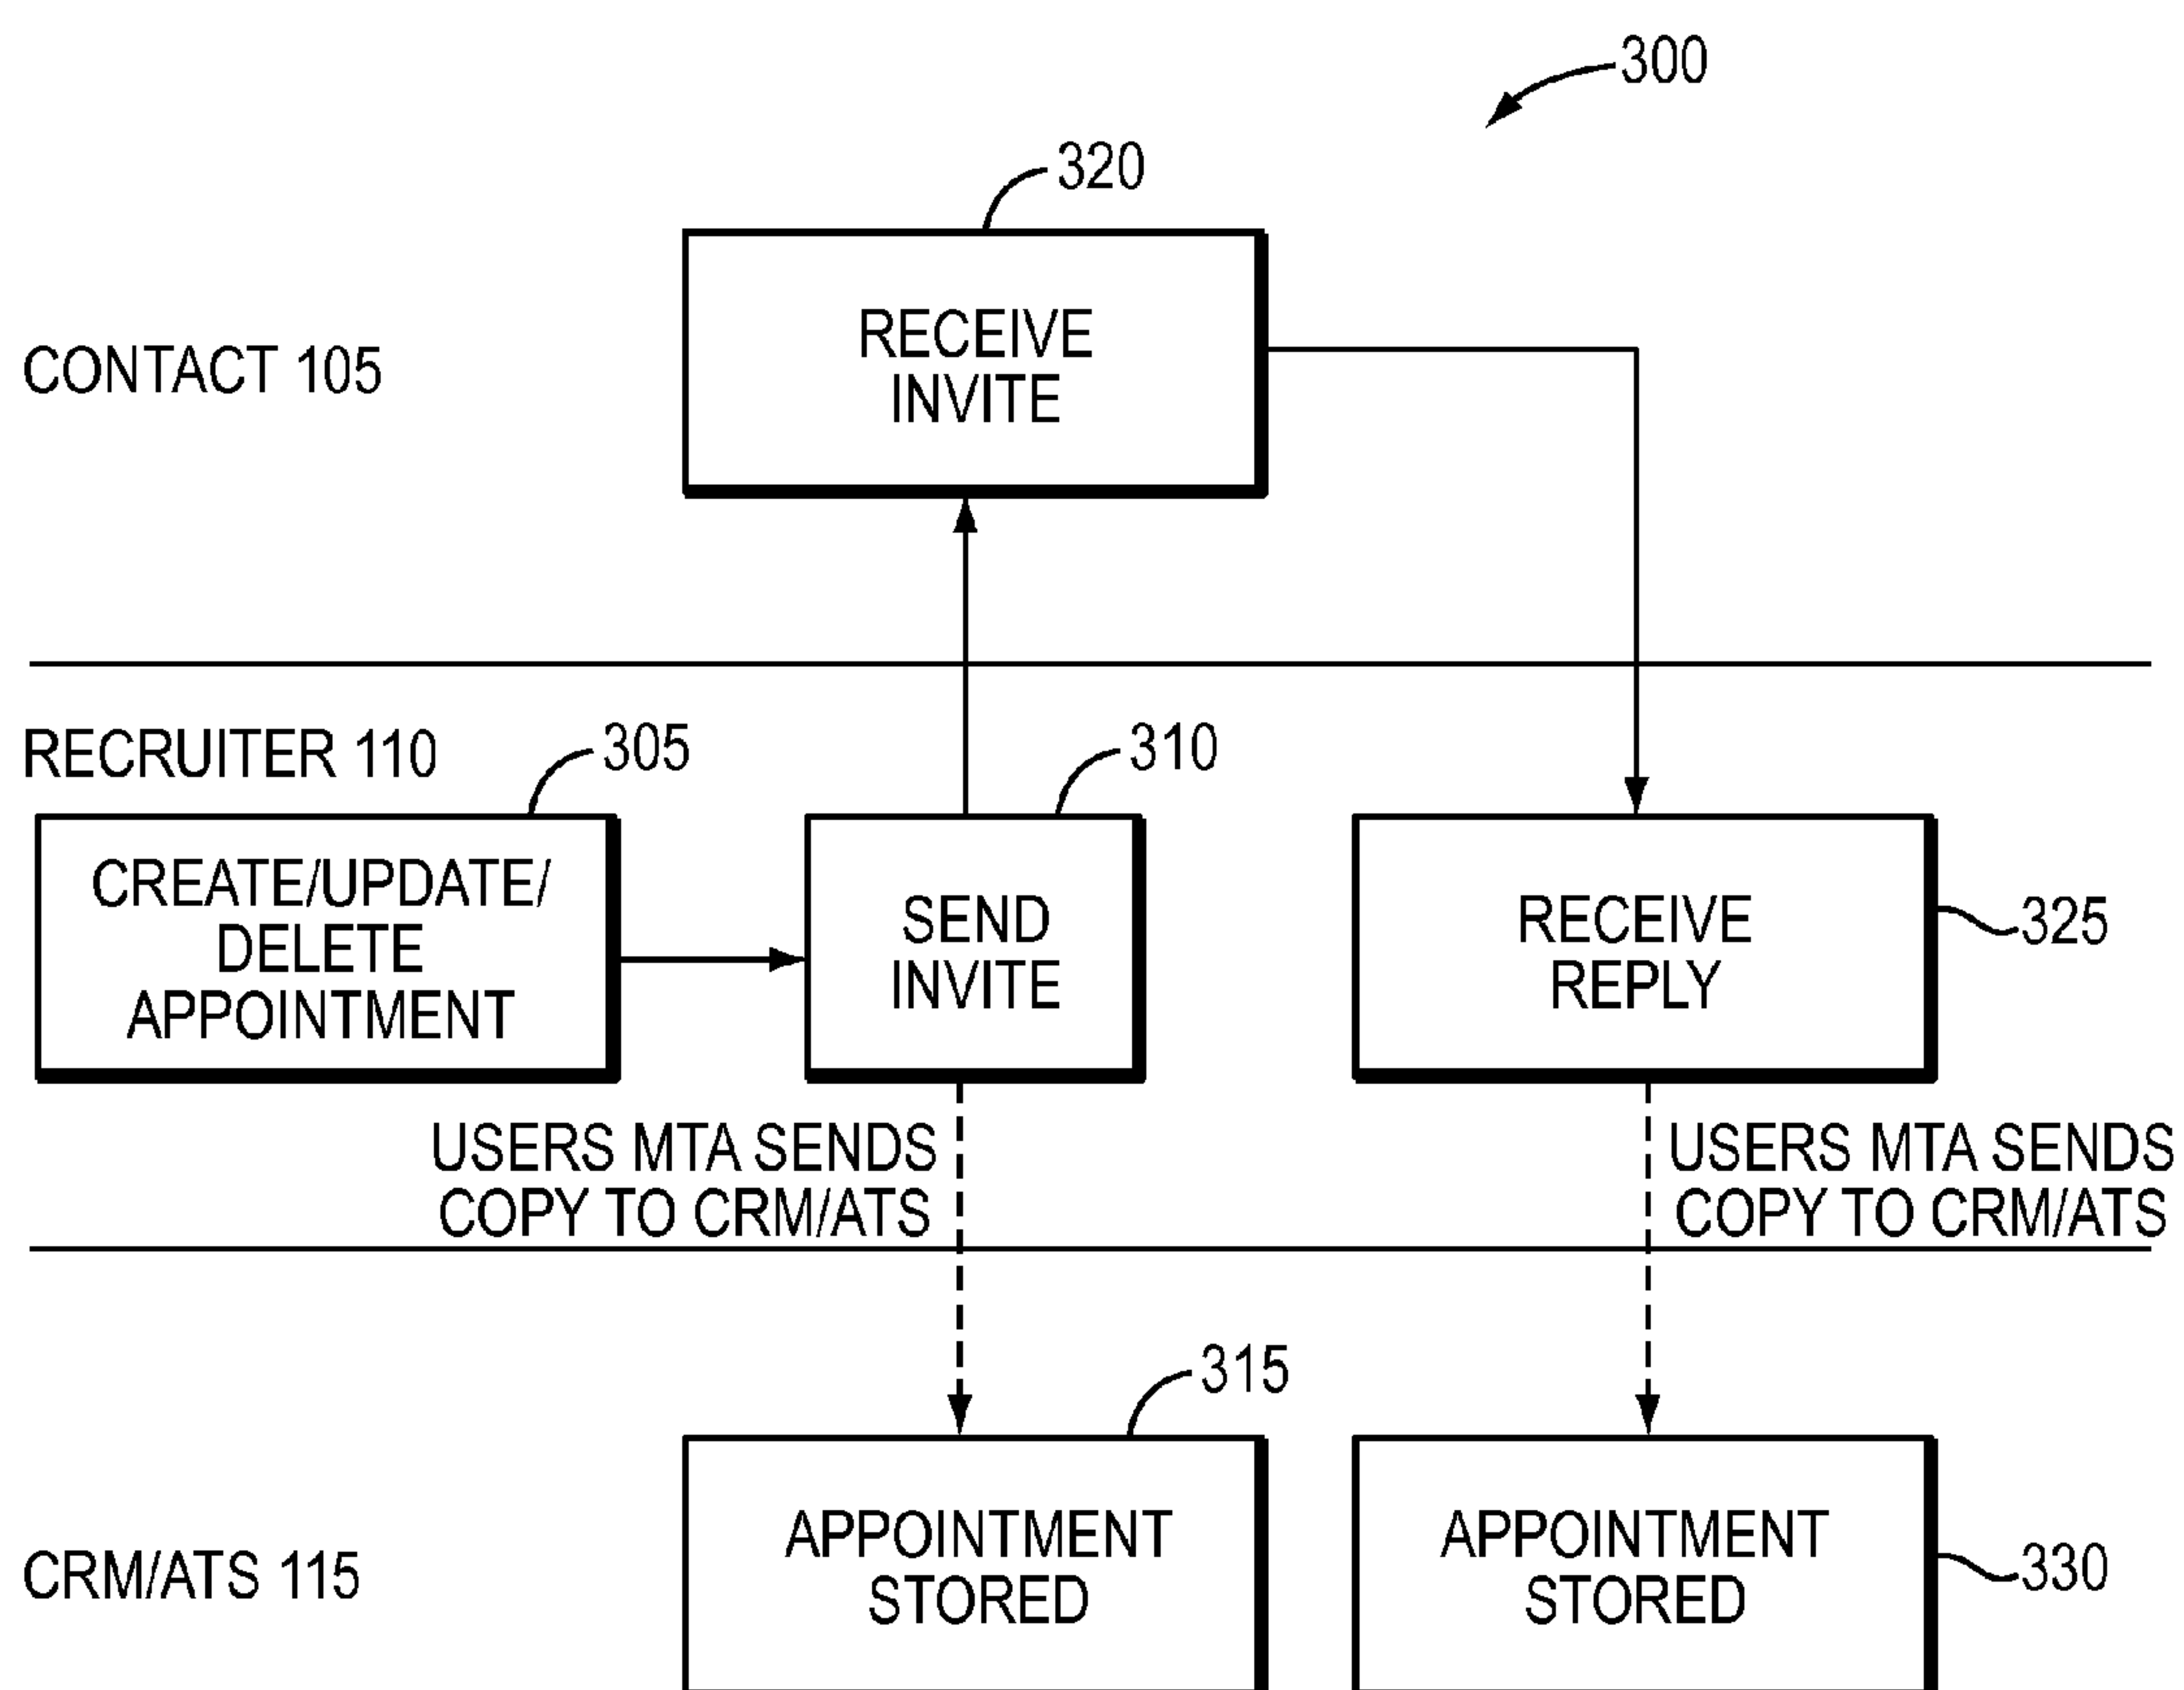 300
320
RECEIVE
INVITE
CONTACT 105
RECRUITER 110
305
310
CREATE/UPDATE/
DELETE
APPOINTMENT
SEND
INVITE
RECEIVE
REPLY
325
USERS MTA SENDS
COPY TO CRM/ATS
USERS MTA SENDS
COPY TO CRM/ATS
315
CRM/ATS 115
APPOINTMENT
STORED
APPOINTMENT
STORED
330